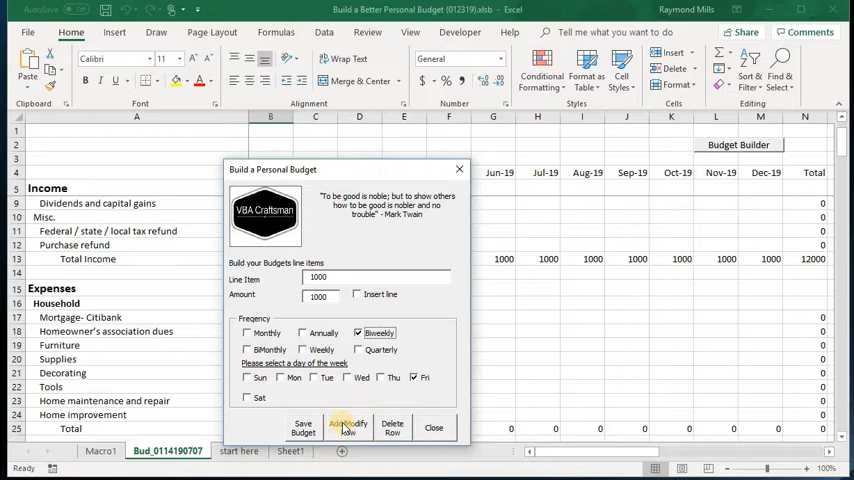 AutoSave Off Build a Better Personal Budget (012319).xlsb - Excel Raymond Mills
File Home Insert Draw Page Layout Formulas Data Review View Developer Help Tell me what you want to do Share Comments
Calibri 11 Wrap Text General Insert
Paste B I U Merge & Center $ % Conditional Formatting Format as Table Cell Styles Delete Format Sort & Filter Find & Select
Clipboard Font Alignment Number Styles Cells Editing
A B C D E F G H I J K L M N
1 Budget Builder
2
3
4 Jun-19 Jul-19 Aug-19 Sep-19 Oct-19 Nov-19 Dec-19 Total
5 Income
9 Dividends and capital gains 0
10 Misc. 0
11 Federal / state / local tax refund 0
12 Purchase refund 0
13 Total Income 1000 1000 1000 1000 1000 1000 1000 12000
14
15 Expenses
16 Household
17 Mortgage- Citibank 0
18 Homeowner's association dues 0
19 Furniture 0
20 Supplies 0
21 Decorating 0
22 Tools 0
23 Home maintenance and repair 0
24 Home improvement 0
25 Total 0 0 0 0 0 0 0 0
Build a Personal Budget
VBA Craftsman
"To be good is noble; but to show others
how to be good is nobler and no
trouble" - Mark Twain
Build your Budgets line items
Line Item 1000
Amount 1000 Insert line
Freqency
Monthly Annually Biweekly
BiMonthly Weekly Quarterly
Please select a day of the week
Sun Mon Tue Wed Thu Fri
Sat
Save Budget Add/Modify Row Delete Row Close
Macro1 Bud_0114190707 start here Sheet1
Ready 100%